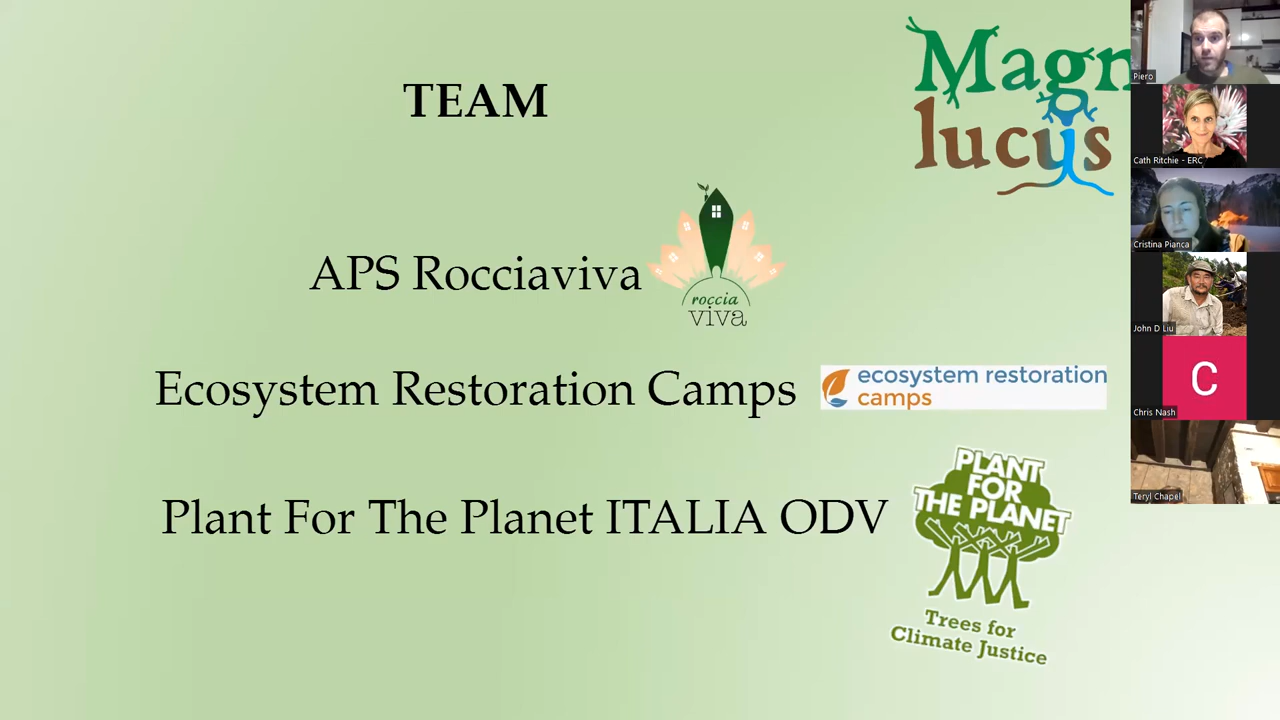 TEAM
Magn
lucus
APS Rocciaviva
roccia
viva
Ecosystem Restoration Camps
ecosystem restoration
camps
Plant For The Planet ITALIA ODV
PLANT
FOR
THE PLANET
Trees for
Climate Justice
Piero
Cath Ritchie - ERC
Cristina Pianca
John D Liu
C
Chris Nash
Teryl Chapel